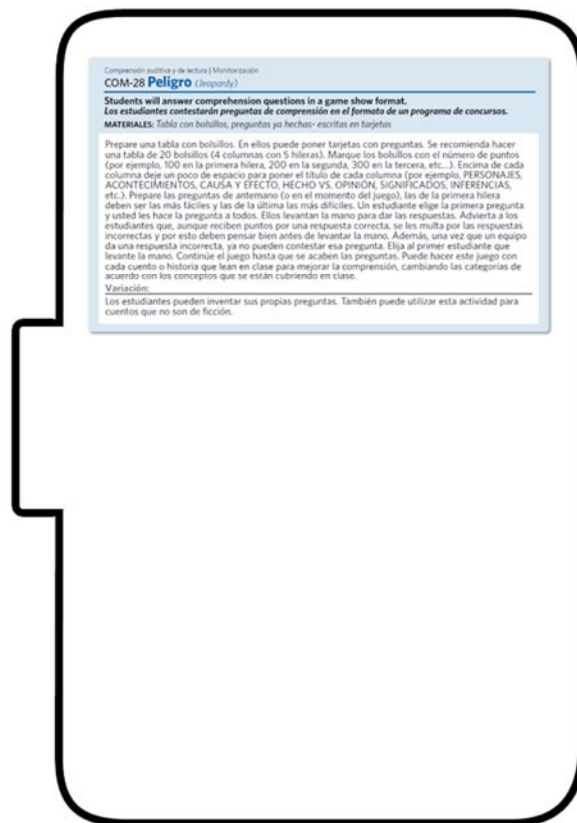 Comprensión auditiva y de lectura | Monitorización
COM-28 Peligro (Jeopardy)
Students will answer comprehension questions in a game show format.
Los estudiantes contestarán preguntas de comprensión en el formato de un programa de concursos.
MATERIALES: Tabla con bolsillos, preguntas ya hechas- escritas en tarjetas
Prepare una tabla con bolsillos. En ellos puede poner tarjetas con preguntas. Se recomienda hacer
una tabla de 20 bolsillos (4 columnas con 5 hileras). Marque los bolsillos con el número de puntos
(por ejemplo, 100 en la primera hilera, 200 en la segunda, 300 en la tercera, etc...). Encima de cada
columna deje un poco de espacio para poner el título de cada columna (por ejemplo, PERSONAJES,
ACONTECIMIENTOS, CAUSA Y EFECTO, HECHO VS. OPINIÓN, SIGNIFICADOS, INFERENCIAS,
etc.). Prepare las preguntas de antemano (o en el momento del juego), las de la primera hilera
deben ser las más fáciles y las de la última las más difíciles. Un estudiante elige la primera pregunta
y usted les hace la pregunta a todos. Ellos levantan la mano para dar las respuestas. Advierta a los
estudiantes que, aunque reciben puntos por una respuesta correcta, se les multa por las respuestas
incorrectas y por esto deben pensar bien antes de levantar la mano. Además, una vez que un equipo
da una respuesta incorrecta, ya no pueden contestar esa pregunta. Elija al primer estudiante que
levante la mano. Continúe el juego hasta que se acaben las preguntas. Puede hacer este juego con
cada cuento o historia que lean en clase para mejorar la comprensión, cambiando las categorías de
acuerdo con los conceptos que se están cubriendo en clase.
Variación:
Los estudiantes pueden inventar sus propias preguntas. También puede utilizar esta actividad para
cuentos que no son de ficción.